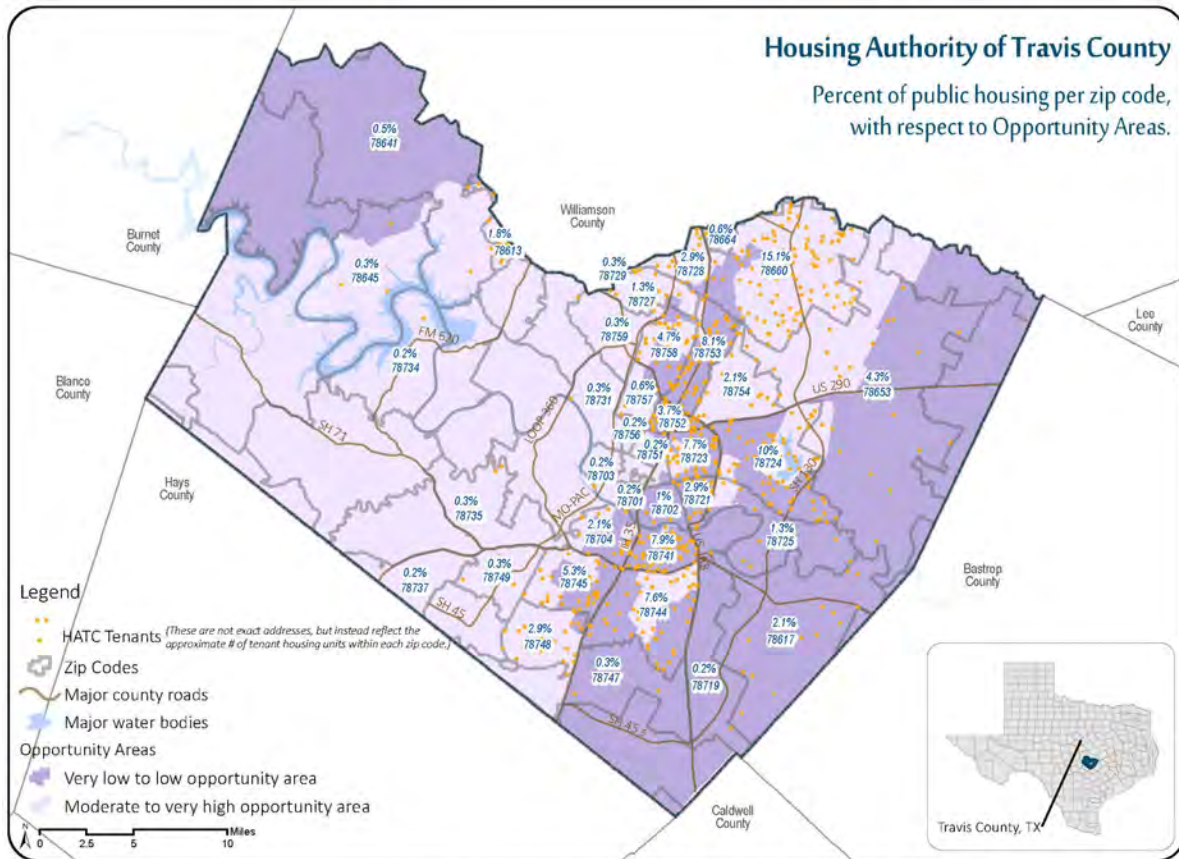 Housing Authority of Travis County
Percent of public housing per zip code,
with respect to Opportunity Areas.
0.5%
78641
Williamson
County
Burnet
County
0.6%
78664
1.8%
78613
2.9%
78728
15.1%
78660
0.3%
78729
0.3%
78645
1.3%
78727
Lee
County
0.3%
78759
4.7%
78758
8.1%
78753
FM 620
0.2%
78734
2.1%
78754
US 290
4.3%
78653
Blanco
County
0.3%
78731
0.6%
78757
LOOP 360
3.7%
78752
SH 71
0.2%
78756
0.2%
78751
7.7%
78723
10%
78724
SH 130
Hays
County
0.2%
78703
0.2%
78701
1%
78702
2.9%
78721
0.3%
78735
MO-PAC
2.1%
78704
IH 35
1.3%
78725
7.9%
78741
Bastrop
County
0.2%
78737
0.3%
78749
5.3%
78745
SH 45
7.6%
78744
2.9%
78748
2.1%
78617
0.3%
78747
0.2%
78719
Caldwell
County
Legend
HATC Tenants (These are not exact addresses, but instead reflect the
approximate # of tenant housing units within each zip code.)
Zip Codes
Major county roads
Major water bodies
Opportunity Areas
Very low to low opportunity area
Moderate to very high opportunity area
N
0 2.5 5 10 Miles
Travis County, TX